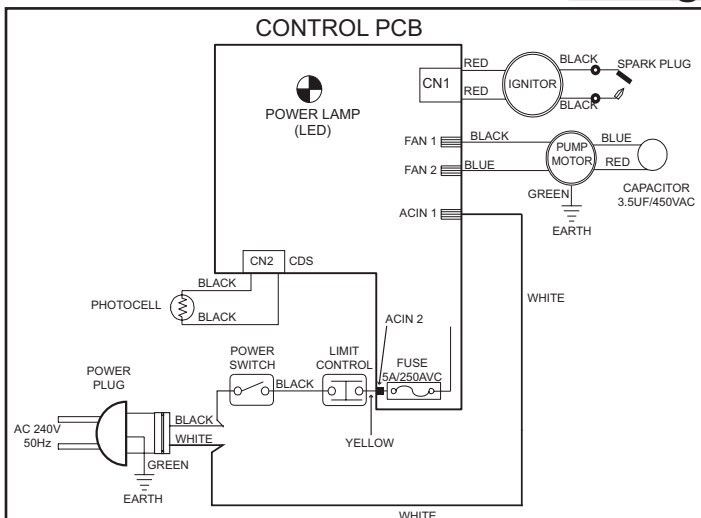 CONTROL PCB
RED
BLACK
SPARK PLUG
CN1
IGNITOR
RED
BLACK
POWER LAMP
(LED)
FAN 1
BLACK
PUMP
MOTOR
BLUE
FAN 2
BLUE
RED
GREEN
CAPACITOR
3.5UF/450VAC
ACIN 1
EARTH
CN2
CDS
BLACK
WHITE
PHOTOCELL
BLACK
ACIN 2
POWER
SWITCH
LIMIT
CONTROL
FUSE
5A/250AVC
POWER
PLUG
BLACK
BLACK
AC 240V
50Hz
WHITE
YELLOW
GREEN
EARTH
WHITE